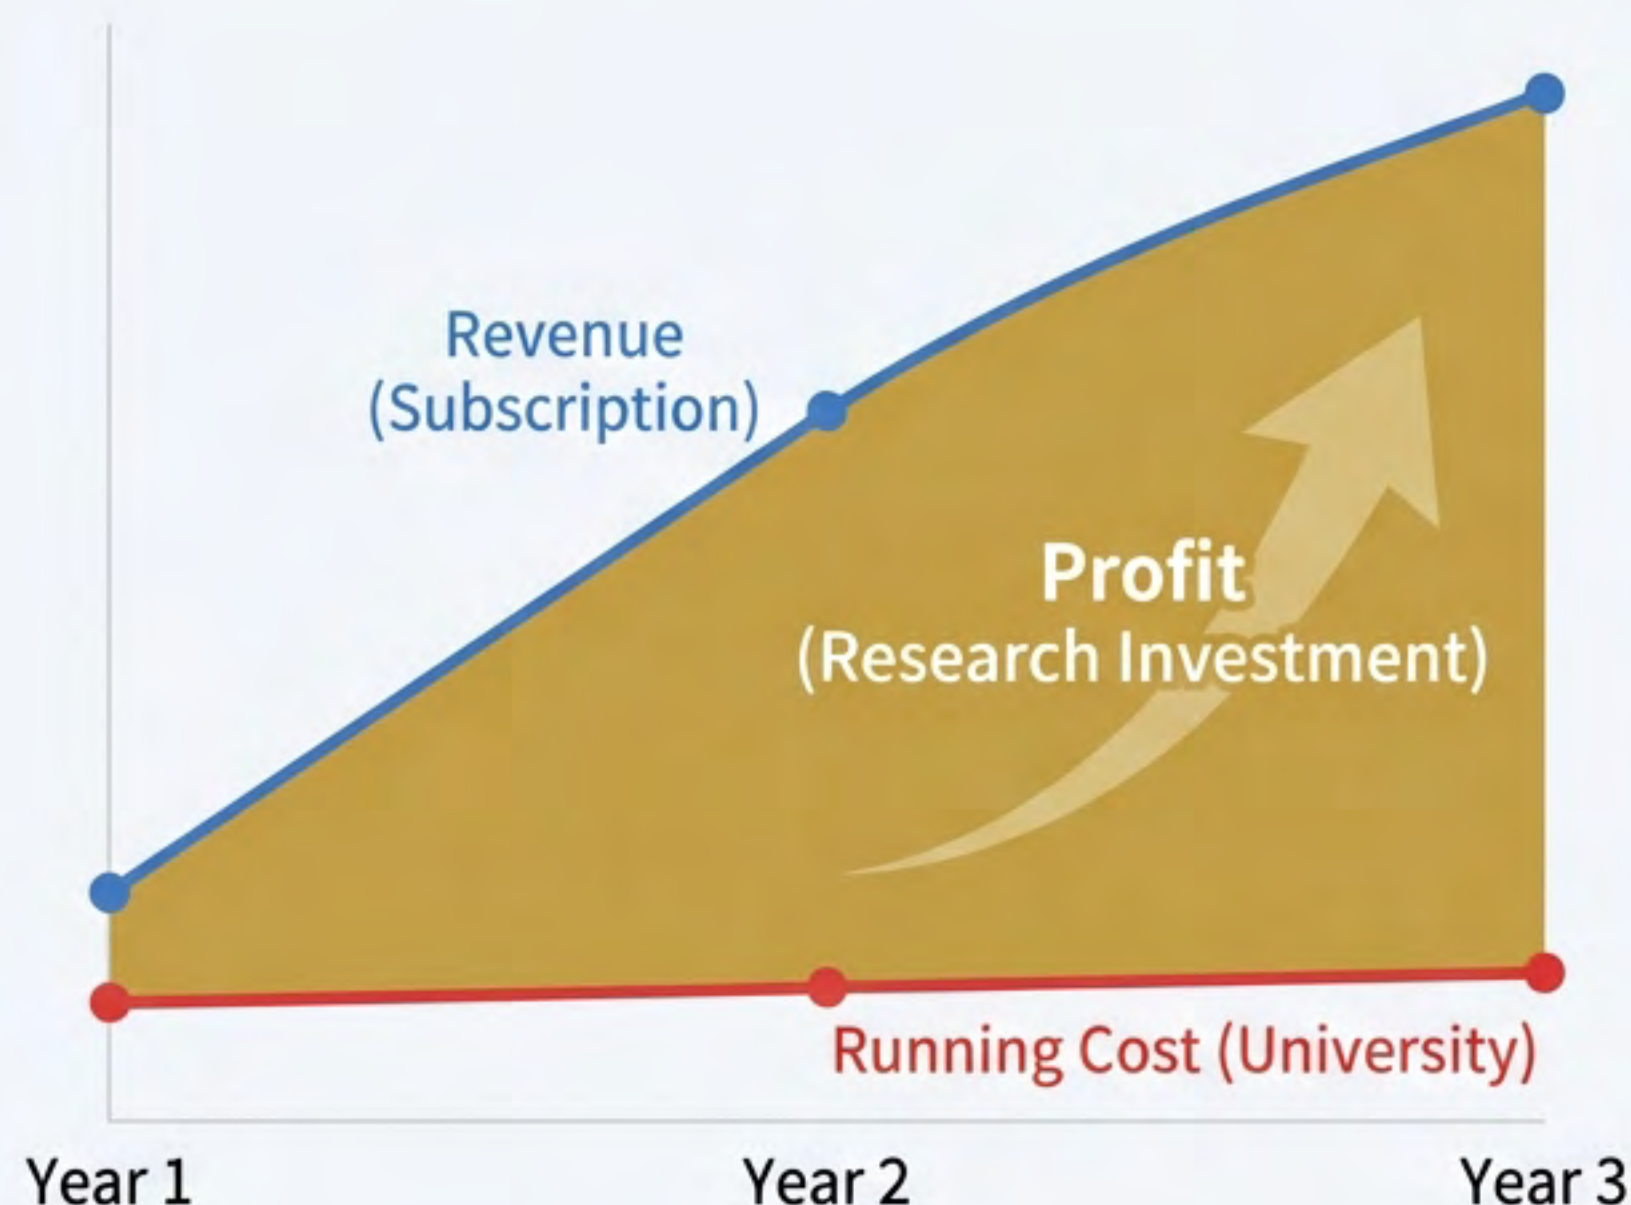 Revenue
(Subscription)
Profit
(Research Investment)
Running Cost (University)
Year 1
Year 2
Year 3